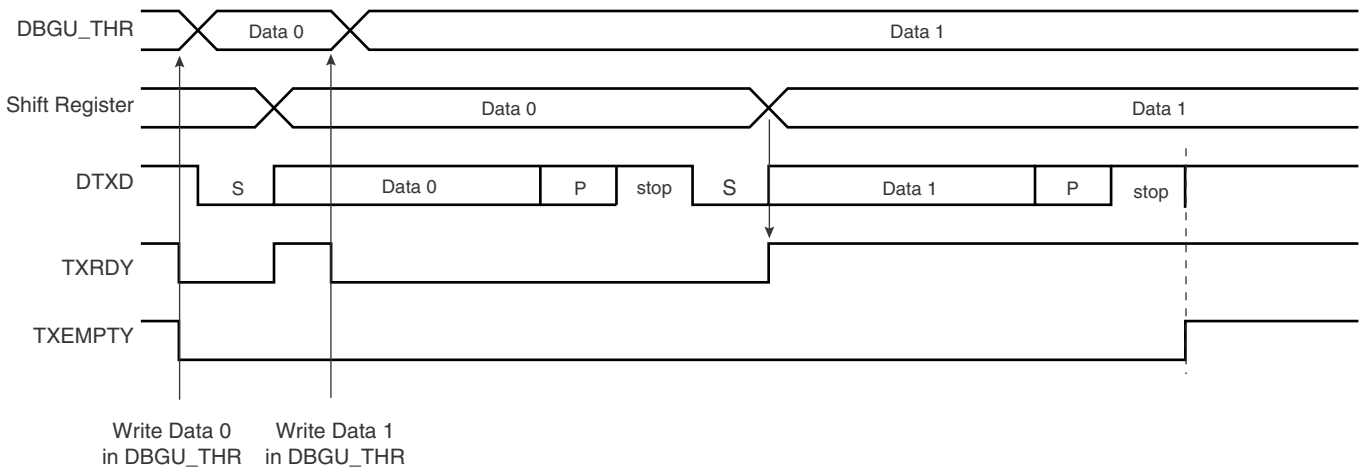 DBGU_THR
Data 0
Data 1
Shift Register
Data 0
Data 1
DTXD
S
Data 0
P
stop
S
Data 1
P
stop
TXRDY
TXEMPTY
Write Data 0
in DBGU_THR
Write Data 1
in DBGU_THR